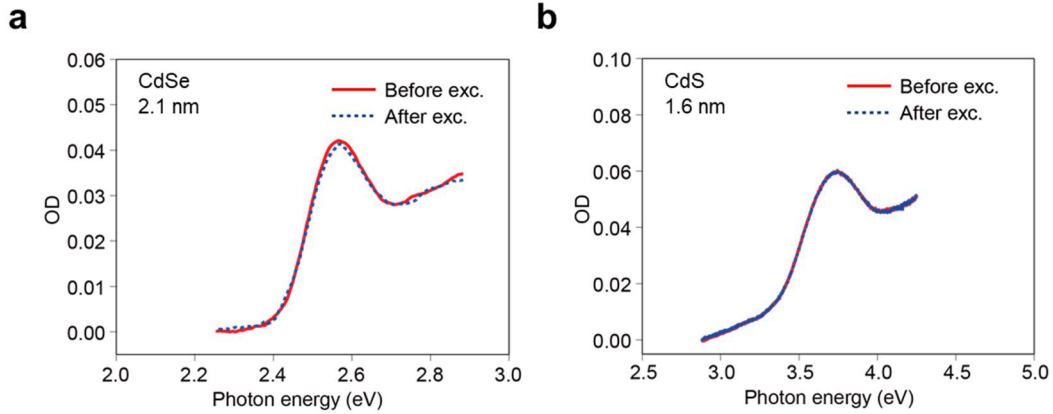 a
0.06
0.05
0.04
0.03
0.02
0.01
0.00
OD
CdSe
2.1 nm
Before exc.
After exc.
2.0 2.2 2.4 2.6 2.8 3.0
Photon energy (eV)
b
0.10
0.08
0.06
0.04
0.02
0.00
OD
CdS
1.6 nm
Before exc.
After exc.
2.5 3.0 3.5 4.0 4.5 5.0
Photon energy (eV)